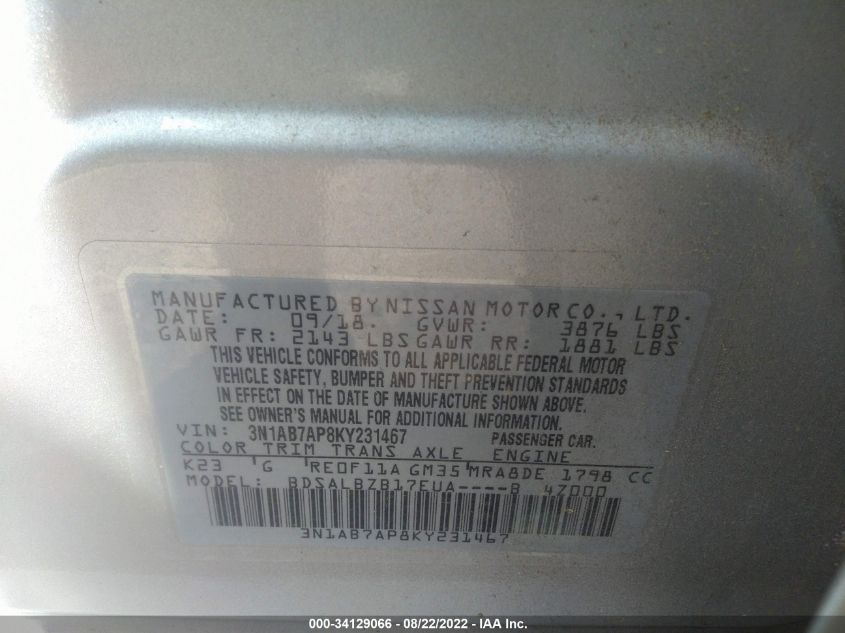 MANUFACTURED BY NISSAN MOTOR CO., LTD.
DATE: 09/18. GVWR: 3876 LBS
GAWR FR: 2143 LBS GAWR RR: 1881 LBS
THIS VEHICLE CONFORMS TO ALL APPLICABLE FEDERAL MOTOR
VEHICLE SAFETY, BUMPER AND THEFT PREVENTION STANDARDS
IN EFFECT ON THE DATE OF MANUFACTURE SHOWN ABOVE.
SEE OWNER'S MANUAL FOR ADDITIONAL INFORMATION.
VIN: 3N1AB7AP8KY231467 PASSENGER CAR.
COLOR TRIM TRANS AXLE ENGINE
K23 G RE0F11A GM35 MRA8DE 1798 CC
MODEL: BDSALBZB17EUA----B 47000
3N1AB7AP8KY231467
000-34129066 - 08/22/2022 - IAA Inc.